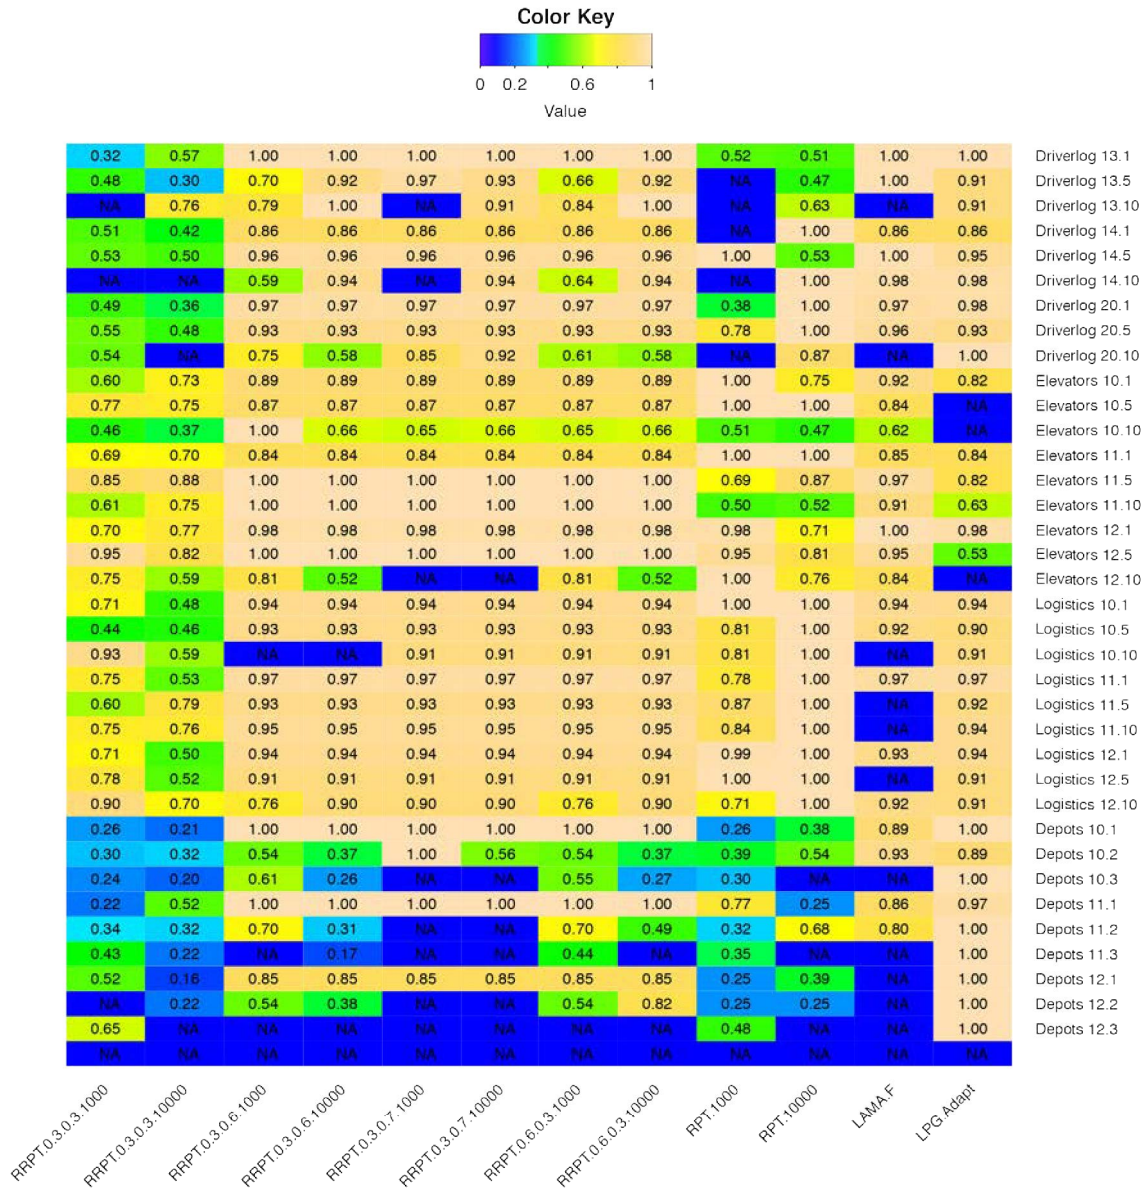 Color Key
0 0.2 0.6 1
Value
0.32 0.57 1.00 1.00 1.00 1.00 1.00 1.00 0.52 0.51 1.00 1.00 Driverlog 13.1
0.48 0.30 0.70 0.92 0.97 0.93 0.66 0.92 NA 0.47 1.00 0.91 Driverlog 13.5
NA 0.76 0.79 1.00 NA 0.91 0.84 1.00 NA 0.63 NA 0.91 Driverlog 13.10
0.51 0.42 0.86 0.86 0.86 0.86 0.86 0.86 NA 1.00 0.86 0.86 Driverlog 14.1
0.53 0.50 0.96 0.96 0.96 0.96 0.96 0.96 1.00 0.53 1.00 0.95 Driverlog 14.5
NA NA 0.59 0.94 NA 0.94 0.64 0.94 NA 1.00 0.98 0.98 Driverlog 14.10
0.49 0.36 0.97 0.97 0.97 0.97 0.97 0.97 0.38 1.00 0.97 0.98 Driverlog 20.1
0.55 0.48 0.93 0.93 0.93 0.93 0.93 0.93 0.78 1.00 0.96 0.93 Driverlog 20.5
0.54 NA 0.75 0.58 0.85 0.92 0.61 0.58 NA 0.87 NA 1.00 Driverlog 20.10
0.60 0.73 0.89 0.89 0.89 0.89 0.89 0.89 1.00 0.75 0.92 0.82 Elevators 10.1
0.77 0.75 0.87 0.87 0.87 0.87 0.87 0.87 1.00 1.00 0.84 NA Elevators 10.5
0.46 0.37 1.00 0.66 0.65 0.66 0.65 0.66 0.51 0.47 0.62 NA Elevators 10.10
0.69 0.70 0.84 0.84 0.84 0.84 0.84 0.84 1.00 1.00 0.85 0.84 Elevators 11.1
0.85 0.88 1.00 1.00 1.00 1.00 1.00 1.00 0.69 0.87 0.97 0.82 Elevators 11.5
0.61 0.75 1.00 1.00 1.00 1.00 1.00 1.00 0.50 0.52 0.91 0.63 Elevators 11.10
0.70 0.77 0.98 0.98 0.98 0.98 0.98 0.98 0.98 0.71 1.00 0.98 Elevators 12.1
0.95 0.82 1.00 1.00 1.00 1.00 1.00 1.00 0.95 0.81 0.95 0.53 Elevators 12.5
0.75 0.59 0.81 0.52 NA NA 0.81 0.52 1.00 0.76 0.84 NA Elevators 12.10
0.71 0.48 0.94 0.94 0.94 0.94 0.94 0.94 1.00 1.00 0.94 0.94 Logistics 10.1
0.44 0.46 0.93 0.93 0.93 0.93 0.93 0.93 0.81 1.00 0.92 0.90 Logistics 10.5
0.93 0.59 NA NA 0.91 0.91 0.91 0.91 0.81 1.00 NA 0.91 Logistics 10.10
0.75 0.53 0.97 0.97 0.97 0.97 0.97 0.97 0.78 1.00 0.97 0.97 Logistics 11.1
0.60 0.79 0.93 0.93 0.93 0.93 0.93 0.93 0.87 1.00 NA 0.92 Logistics 11.5
0.75 0.76 0.95 0.95 0.95 0.95 0.95 0.95 0.84 1.00 NA 0.94 Logistics 11.10
0.71 0.50 0.94 0.94 0.94 0.94 0.94 0.94 0.99 1.00 0.93 0.94 Logistics 12.1
0.78 0.52 0.91 0.91 0.91 0.91 0.91 0.91 1.00 1.00 NA 0.91 Logistics 12.5
0.90 0.70 0.76 0.90 0.90 0.90 0.76 0.90 0.71 1.00 0.92 0.91 Logistics 12.10
0.26 0.21 1.00 1.00 1.00 1.00 1.00 1.00 0.26 0.38 0.89 1.00 Depots 10.1
0.30 0.32 0.54 0.37 1.00 0.56 0.54 0.37 0.39 0.54 0.93 0.89 Depots 10.2
0.24 0.20 0.61 0.26 NA NA 0.55 0.27 0.30 NA NA 1.00 Depots 10.3
0.22 0.52 1.00 1.00 1.00 1.00 1.00 1.00 0.77 0.25 0.86 0.97 Depots 11.1
0.34 0.32 0.70 0.31 NA NA 0.70 0.49 0.32 0.68 0.80 1.00 Depots 11.2
0.43 0.22 NA 0.17 NA NA 0.44 NA 0.35 NA NA 1.00 Depots 11.3
0.52 0.16 0.85 0.85 0.85 0.85 0.85 0.85 0.25 0.39 NA 1.00 Depots 12.1
NA 0.22 0.54 0.38 NA NA 0.54 0.82 0.25 0.25 NA 1.00 Depots 12.2
0.65 NA NA NA NA NA NA NA 0.48 NA NA 1.00 Depots 12.3
NA NA NA NA NA NA NA NA NA NA NA NA
RRPT.0.3.0.3.1000 RRPT.0.3.0.3.10000 RRPT.0.3.0.6.1000 RRPT.0.3.0.6.10000 RRPT.0.3.0.7.1000 RRPT.0.3.0.7.10000 RRPT.0.6.0.3.1000 RRPT.0.6.0.3.10000 RPT.1000 RPT.10000 LAMA.F LPG.Adapt